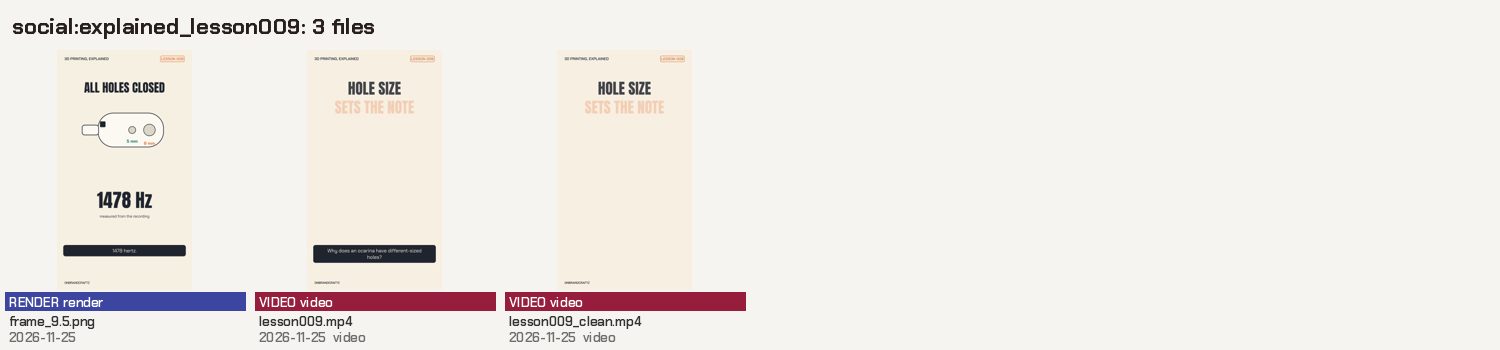 social:explained_lesson009: 3 files
3D PRINTING, EXPLAINED
LESSON 009
ALL HOLES CLOSED
5 mm
8 mm
1478 Hz
measured from the recording
1478 hertz.
RENDER render
frame_9.5.png
2026-11-25
3D PRINTING, EXPLAINED
LESSON 009
HOLE SIZE
SETS THE NOTE
Why does an ocarina have different-sized
holes?
VIDEO video
lesson009.mp4
2026-11-25 video
3D PRINTING, EXPLAINED
LESSON 009
HOLE SIZE
SETS THE NOTE
VIDEO video
lesson009_clean.mp4
2026-11-25 video